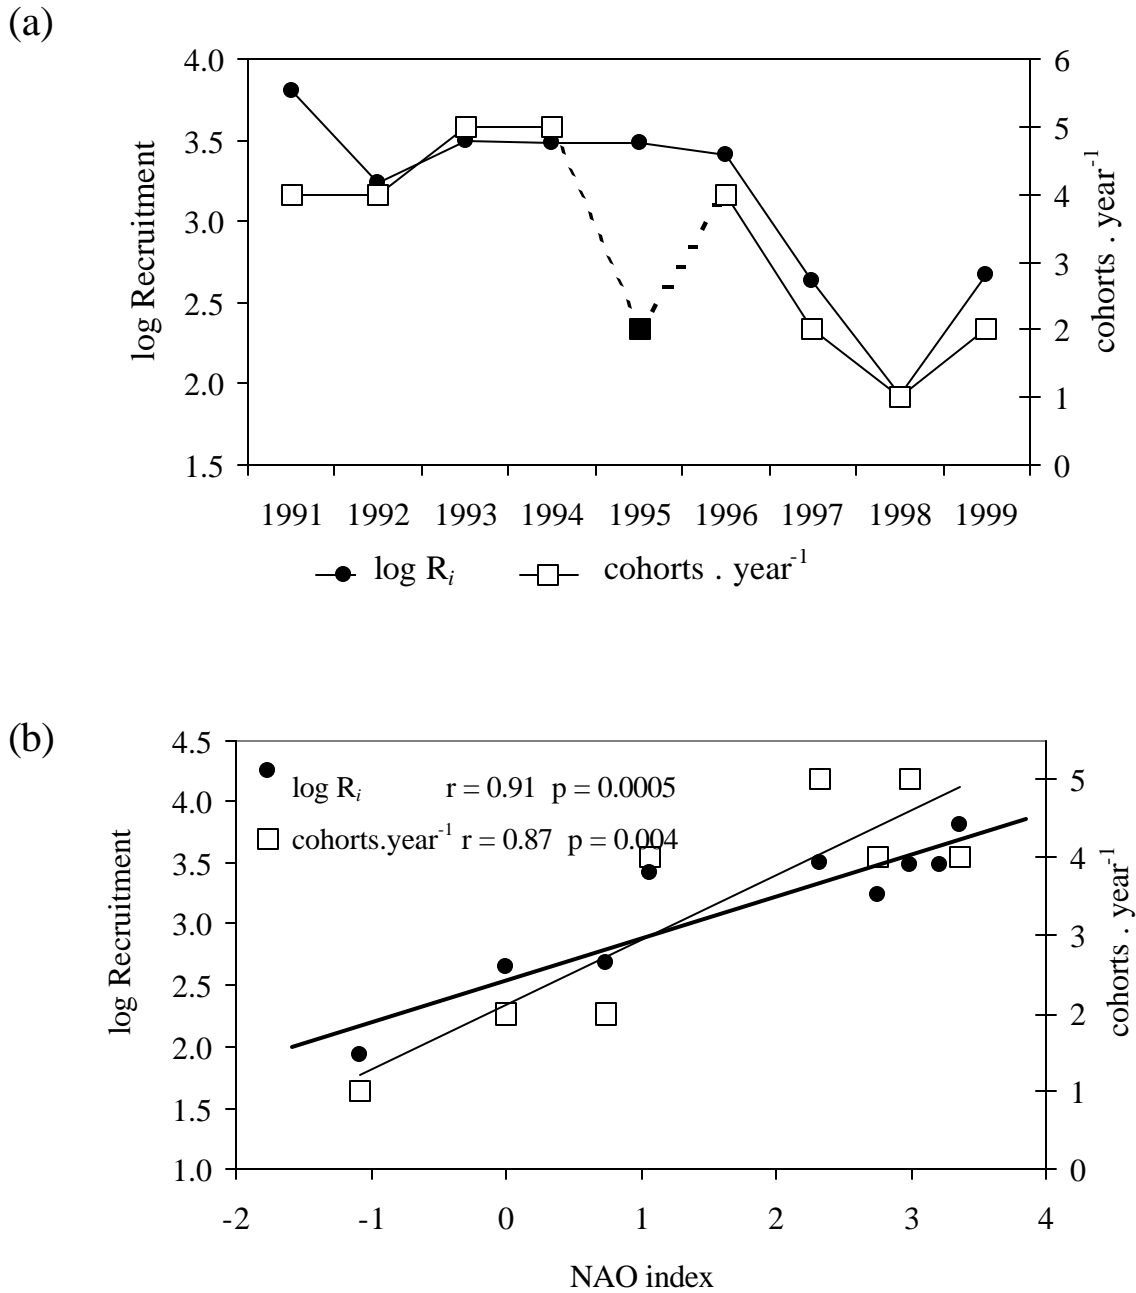 (a)
4.0
3.5
3.0
2.5
2.0
1.5
log Recruitment
6
5
4
3
2
1
0
cohorts . year-1
1991 1992 1993 1994 1995 1996 1997 1998 1999
log Ri cohorts . year-1
(b)
4.5
4.0
3.5
3.0
2.5
2.0
1.5
1.0
log Recruitment
log Ri r = 0.91 p = 0.0005
cohorts.year-1 r = 0.87 p = 0.004
5
4
3
2
1
0
cohorts . year-1
-2 -1 0 1 2 3 4
NAO index